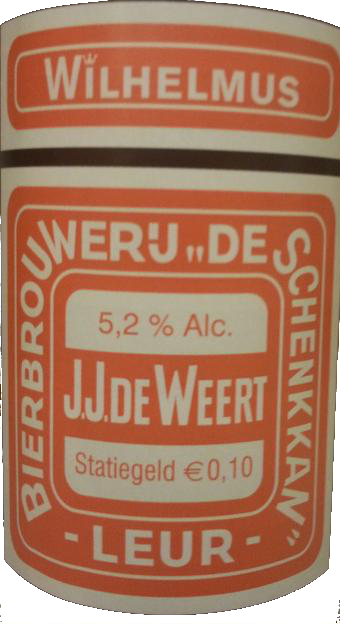 WILHELMUS
BIERBROUWERIJ „DE SCHENKKAN”
5,2 % Alc.
J.J.DE WEERT
Statiegeld €0,10
- LEUR -